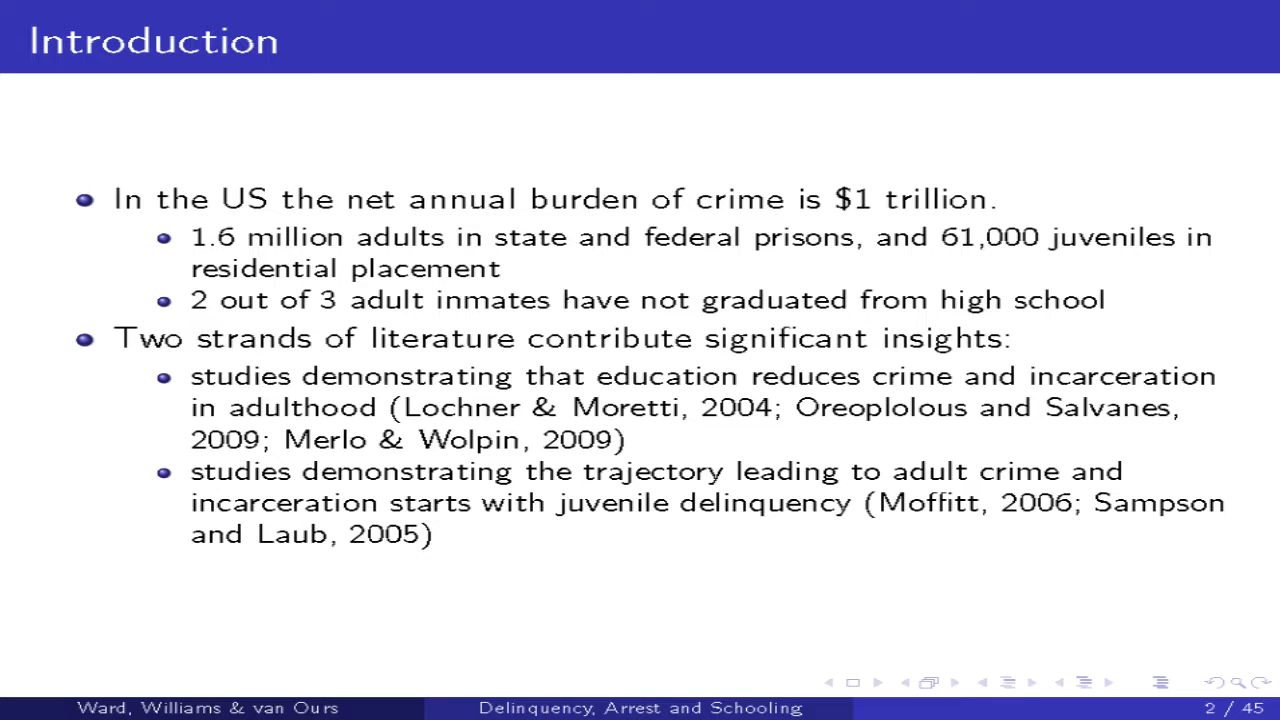 Introduction
In the US the net annual burden of crime is $1 trillion.
1.6 million adults in state and federal prisons, and 61,000 juveniles in
residential placement
2 out of 3 adult inmates have not graduated from high school
Two strands of literature contribute significant insights:
studies demonstrating that education reduces crime and incarceration
in adulthood (Lochner & Moretti, 2004; Oreoplolous and Salvanes,
2009; Merlo & Wolpin, 2009)
studies demonstrating the trajectory leading to adult crime and
incarceration starts with juvenile delinquency (Moffitt, 2006; Sampson
and Laub, 2005)
Ward, Williams & van Ours
Delinquency, Arrest and Schooling
2 / 45